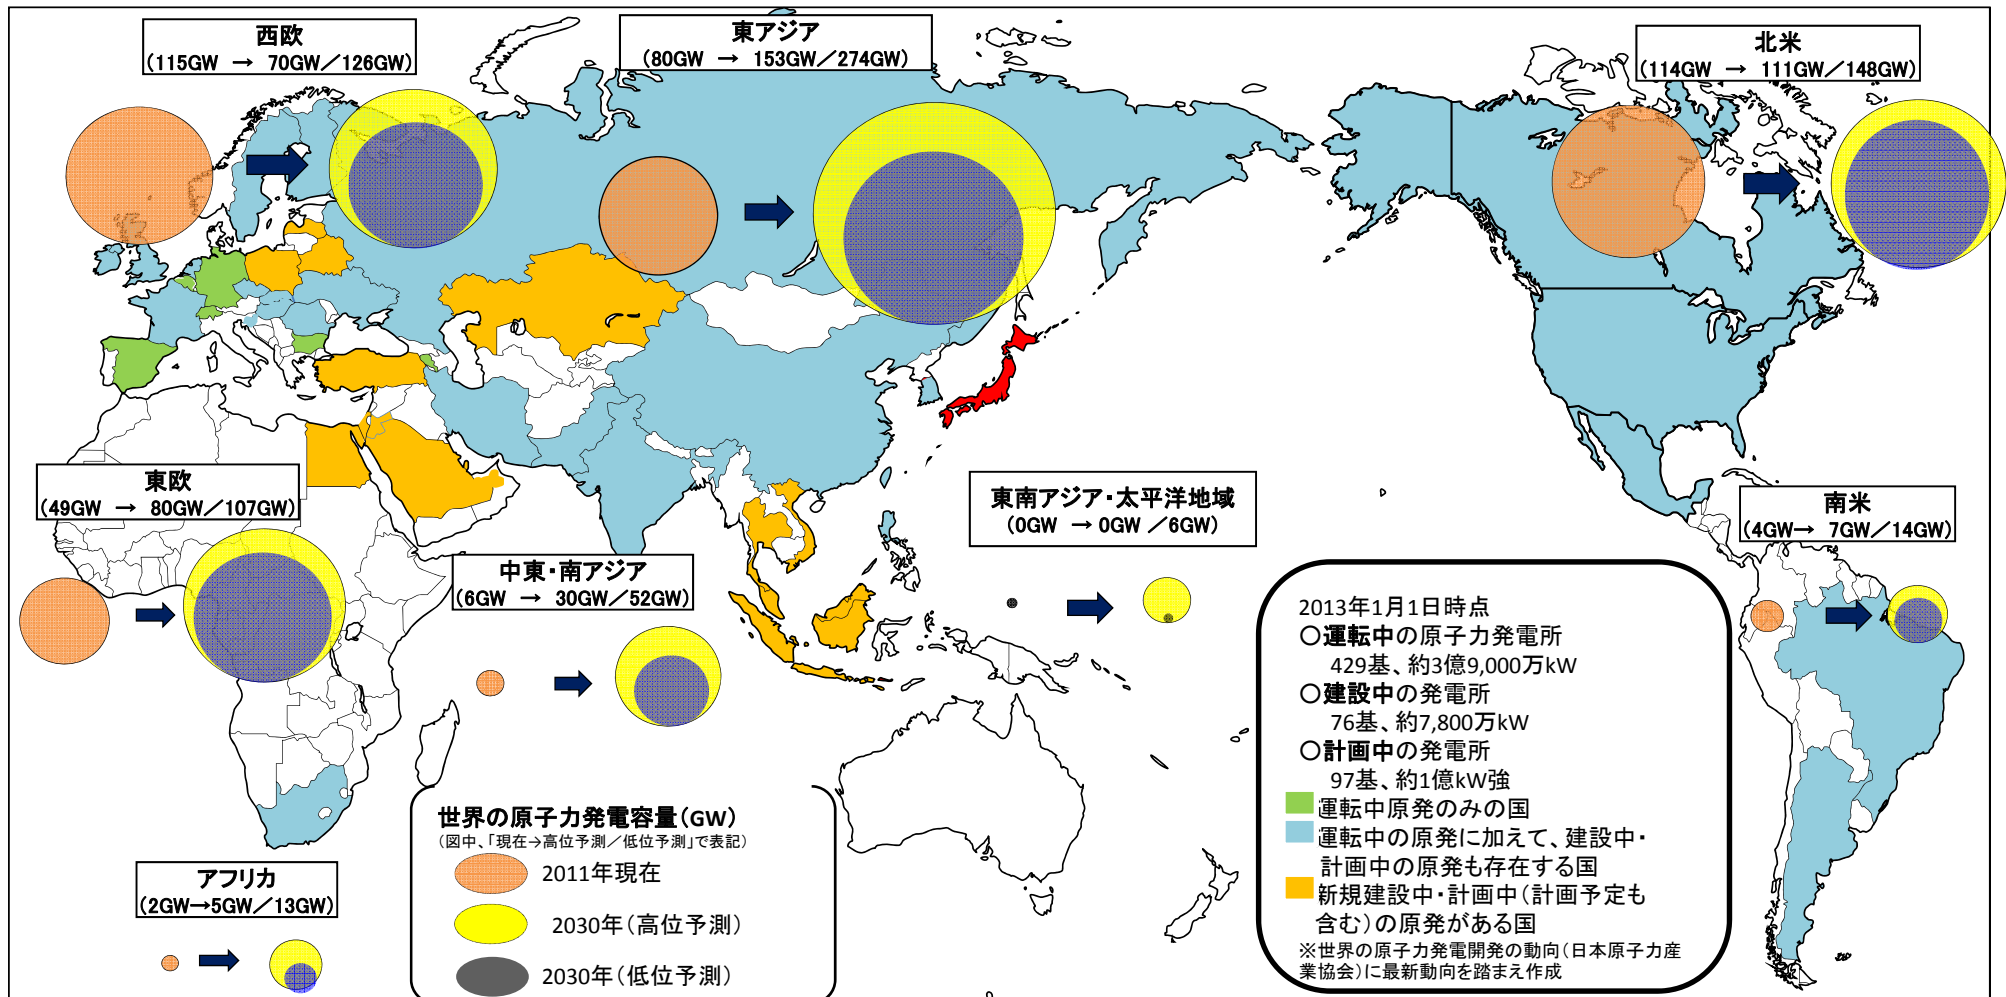 西欧
(115GW → 70GW/126GW)
東アジア
(80GW → 153GW/274GW)
北米
(114GW → 111GW/148GW)
東欧
(49GW → 80GW/107GW)
中東・南アジア
(6GW → 30GW/52GW)
東南アジア・太平洋地域
(0GW →0GW /6GW)
南米
(4GW→ 7GW/14GW)
アフリカ
(2GW→5GW/13GW)
世界の原子力発電容量(GW)
(図中、「現在→高位予測/低位予測」で表記)
2011年現在
2030年(高位予測)
2030年(低位予測)
2013年1月1日時点
○運転中の原子力発電所
429基、約3億9,000万kW
○建設中の発電所
76基、約7,800万kW
○計画中の発電所
97基、約1億kW強
運転中原発のみの国
運転中の原発に加えて、建設中・
計画中の原発も存在する国
新規建設中・計画中(計画予定も
含む)の原発がある国
※世界の原子力発電開発の動向(日本原子力産
業協会)に最新動向を踏まえ作成